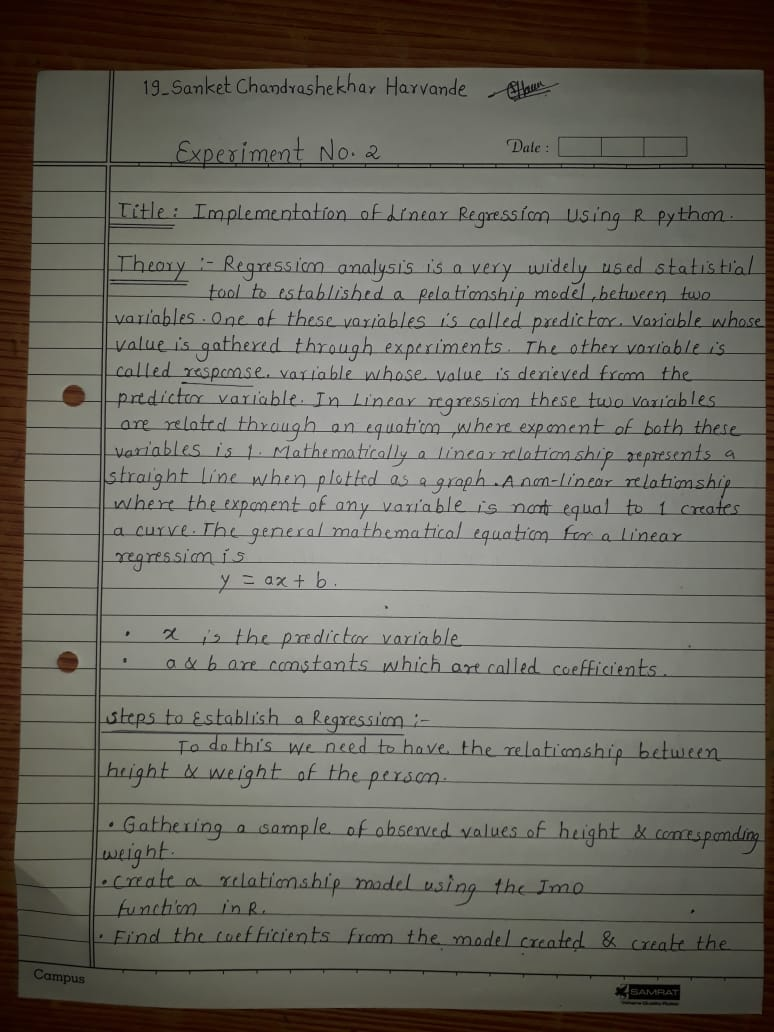 19_Sanket Chandrashekhar Harvande
Experiment No. 2
Date :
Title : Implementation of Linear Regression Using R python.
Theory :- Regression analysis is a very widely used statistial
tool to established a Relationship model, between two
variables. One of these variables is called predictor. Variable whose
value is gathered through experiments. The other variable is
called response. variable whose value is derieved from the
predictor variable. In Linear regression these two variables
are related through an equation, where exponent of both these
variables is 1. Mathematically a linear relationship represents a
straight line when plotted as a graph. A non-linear relationship
where the exponent of any variable is not equal to 1 creates
a curve. The general mathematical equation for a linear
regression is
y = ax + b.
• x is the predictor variable
• a & b are constants which are called coefficients.
Steps to Establish a Regression :-
To do this we need to have the relationship between
height & weight of the person.
• Gathering a sample of observed values of height & corresponding
weight.
• Create a relationship model using the Imo
function in R.
• Find the coefficients from the model created & create the
Campus
SAMRAT